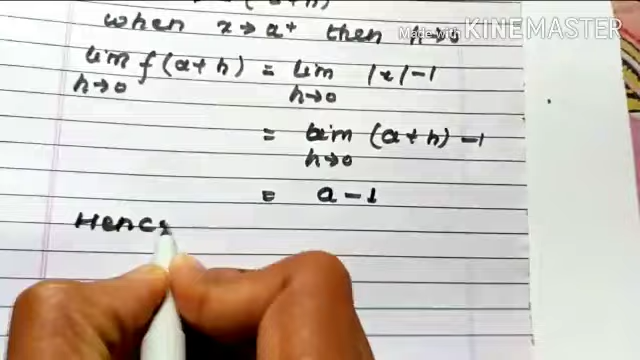 Made with KINEMASTER
(a+h)
when x→a⁺ then h→0
lim f(a+h) = lim |x|-1
h→0 h→0
= lim (a+h) -1
h→0
= a-1
Hence